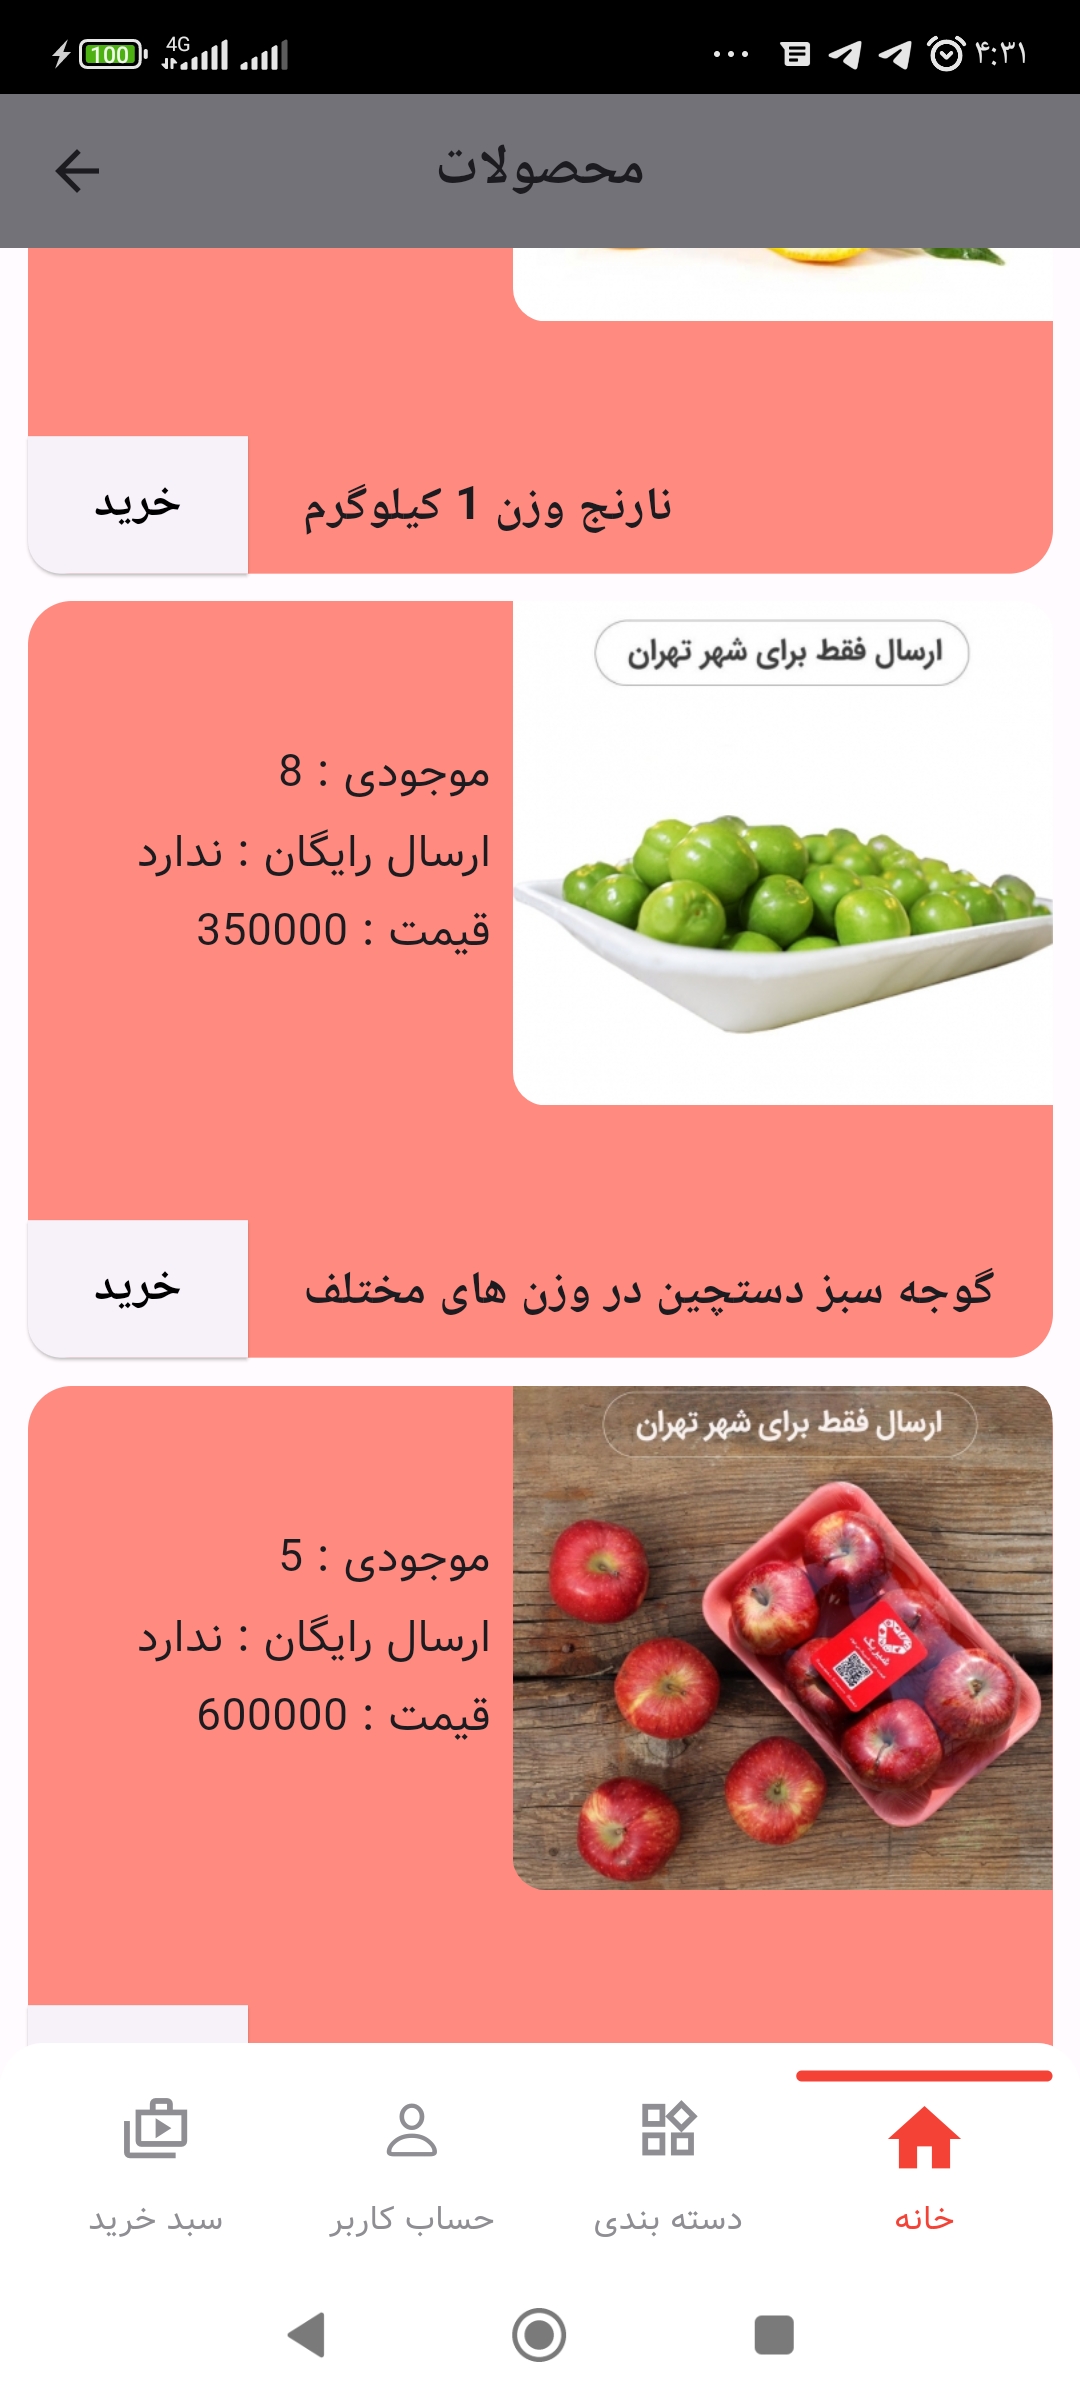 100 4G ۴:۳۱
محصولات
نارنج وزن 1 کیلوگرم
خرید
ارسال فقط برای شهر تهران
موجودی : 8
ارسال رایگان : ندارد
قیمت : 350000
گوجه سبز دستچین در وزن های مختلف
خرید
ارسال فقط برای شهر تهران
موجودی : 5
ارسال رایگان : ندارد
قیمت : 600000
خانه
دسته بندی
حساب کاربر
سبد خرید